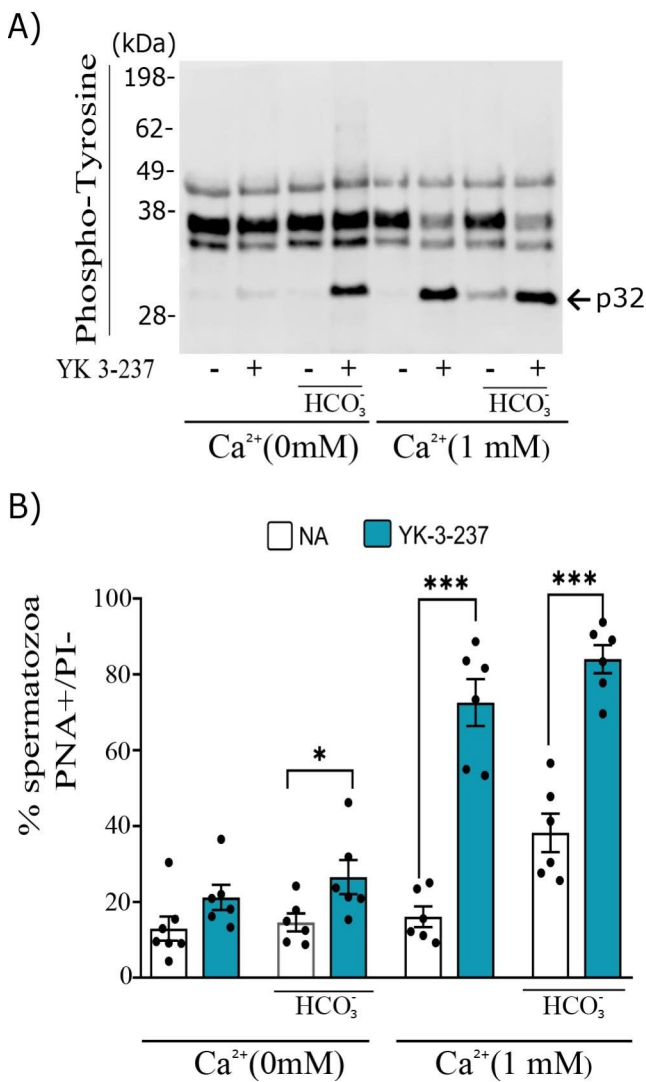 A)
(kDa)
Phospho-Tyrosine
198-
62-
49-
38-
28-
←p32
YK 3-237 - + - + - + - +
HCO₃⁻ HCO₃⁻
Ca²⁺(0mM) Ca²⁺(1 mM)
B)
NA YK-3-237
% spermatozoa
PNA+/PI-
100
80
60
40
20
0
* *** ***
HCO₃⁻ HCO₃⁻
Ca²⁺(0mM) Ca²⁺(1 mM)